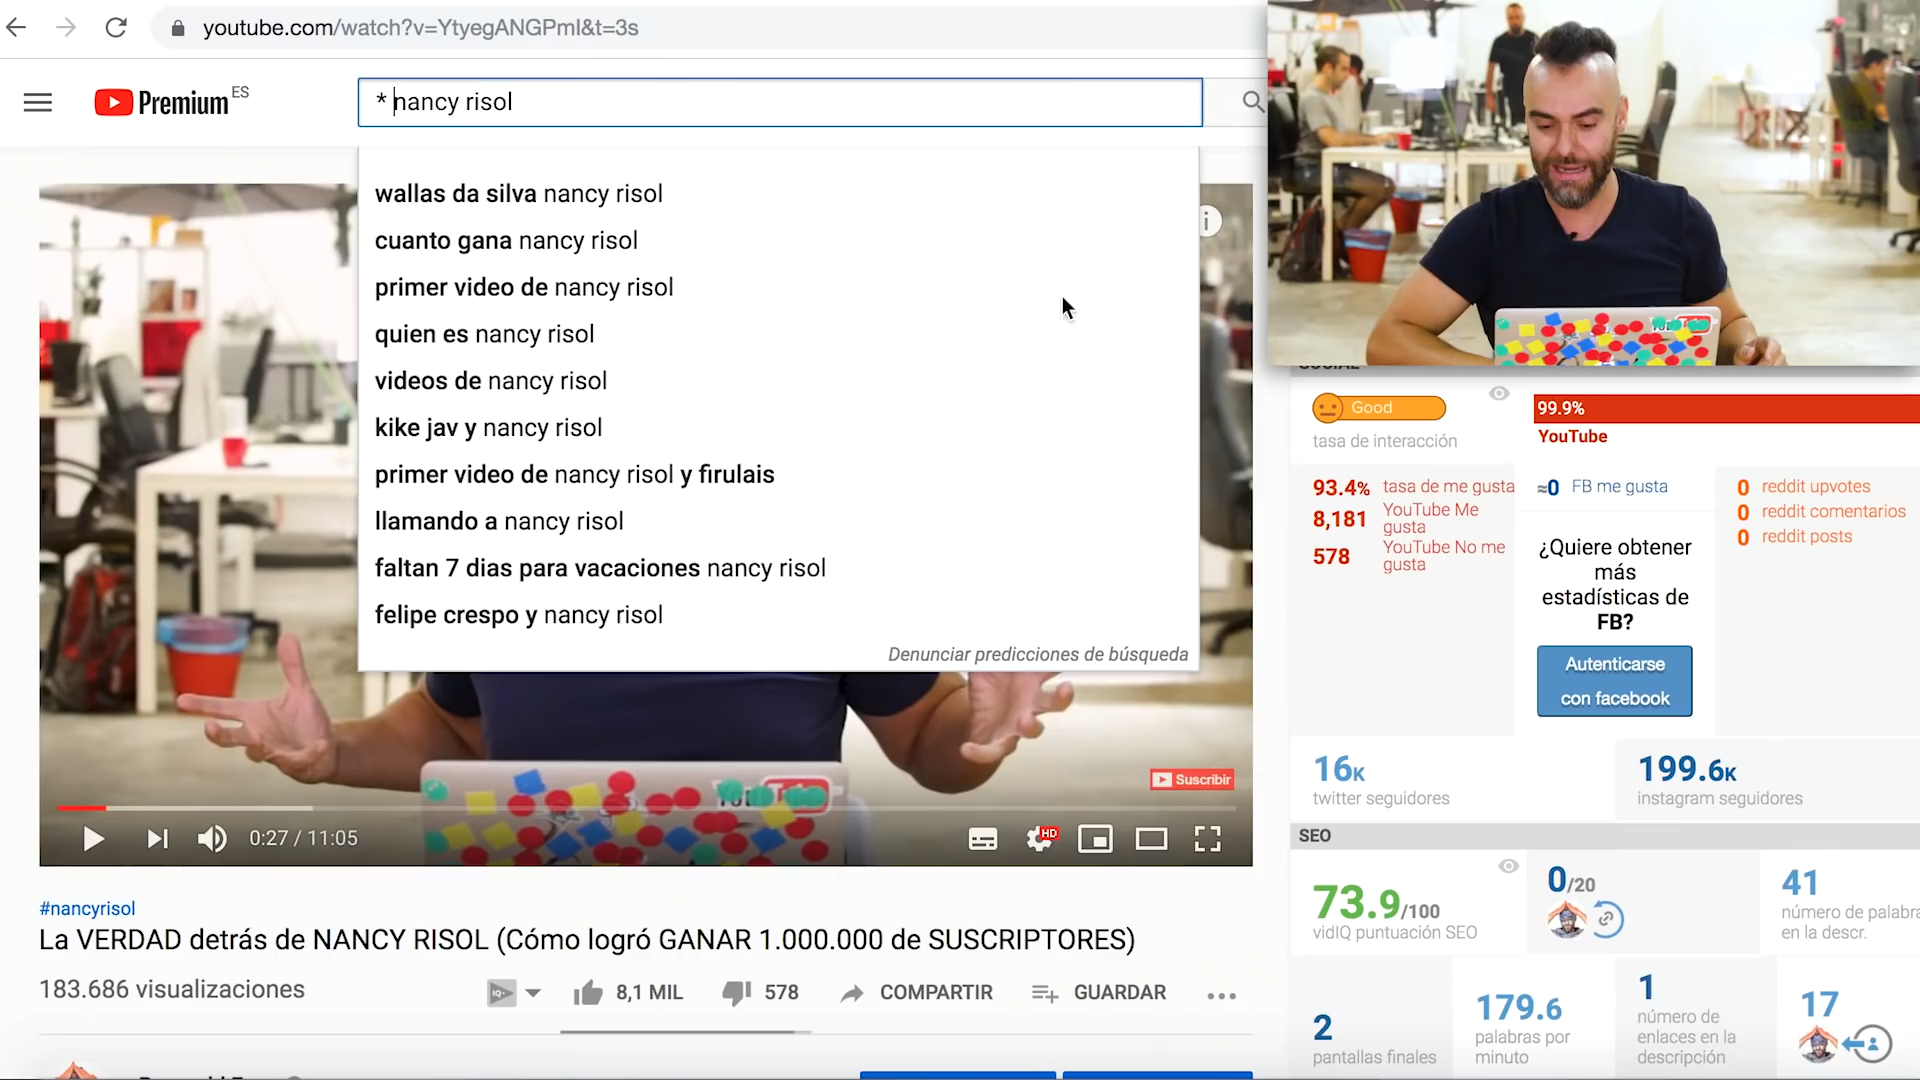 youtube.com/watch?v=YtyegANGPmI&t=3s
Premium ES
* nancy risol
wallas da silva nancy risol
cuanto gana nancy risol
primer video de nancy risol
quien es nancy risol
videos de nancy risol
kike jav y nancy risol
primer video de nancy risol y firulais
llamando a nancy risol
faltan 7 dias para vacaciones nancy risol
felipe crespo y nancy risol
Denunciar predicciones de búsqueda
Suscribir
0:27 / 11:05
HD
#nancyrisol
La VERDAD detrás de NANCY RISOL (Cómo logró GANAR 1.000.000 de SUSCRIPTORES)
183.686 visualizaciones
8,1 MIL
578
COMPARTIR
GUARDAR
SOCIAL
Good
tasa de interacción
99.9%
YouTube
93.4% tasa de me gusta
8,181 YouTube Me
gusta
578 YouTube No me
gusta
≈0 FB me gusta
¿Quiere obtener
más
estadísticas de
FB?
Autenticarse
con facebook
0 reddit upvotes
0 reddit comentarios
0 reddit posts
16K
twitter seguidores
199.6K
instagram seguidores
SEO
73.9/100
vidIQ puntuación SEO
0/20
41
número de palabra
en la descr.
2
pantallas finales
179.6
palabras por
minuto
1
número de
enlaces en la
descripción
17